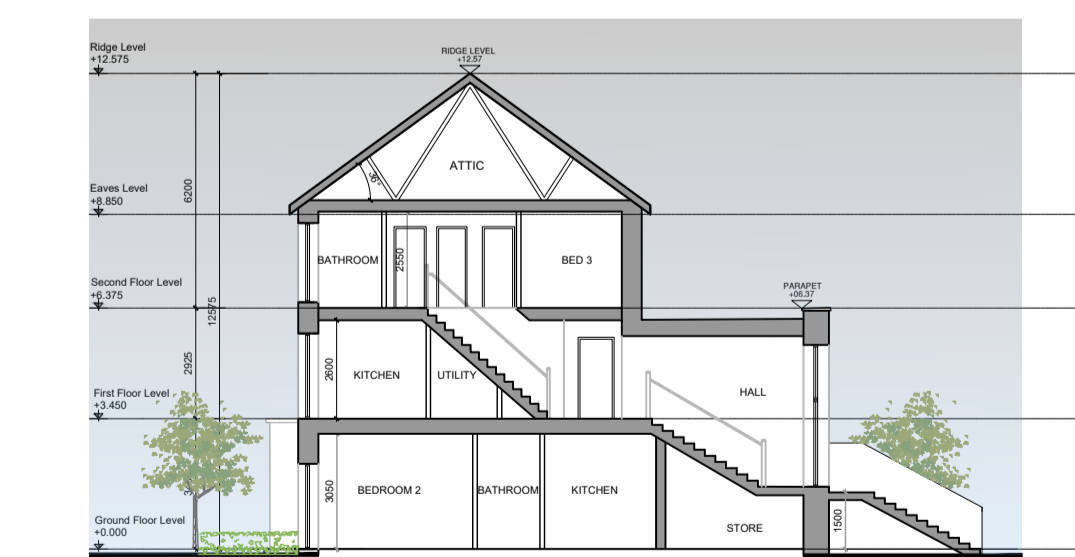 Ridge Level
+12.575
RIDGE LEVEL
+12.57
ATTIC
36°
6200
Eaves Level
+8.850
BATHROOM
2550
BED 3
Second Floor Level
+6.375
PARAPET
+06.37
12575
2925
2600
KITCHEN
UTILITY
HALL
First Floor Level
+3.450
3050
BEDROOM 2
BATHROOM
KITCHEN
Ground Floor Level
+0.000
STORE
1500